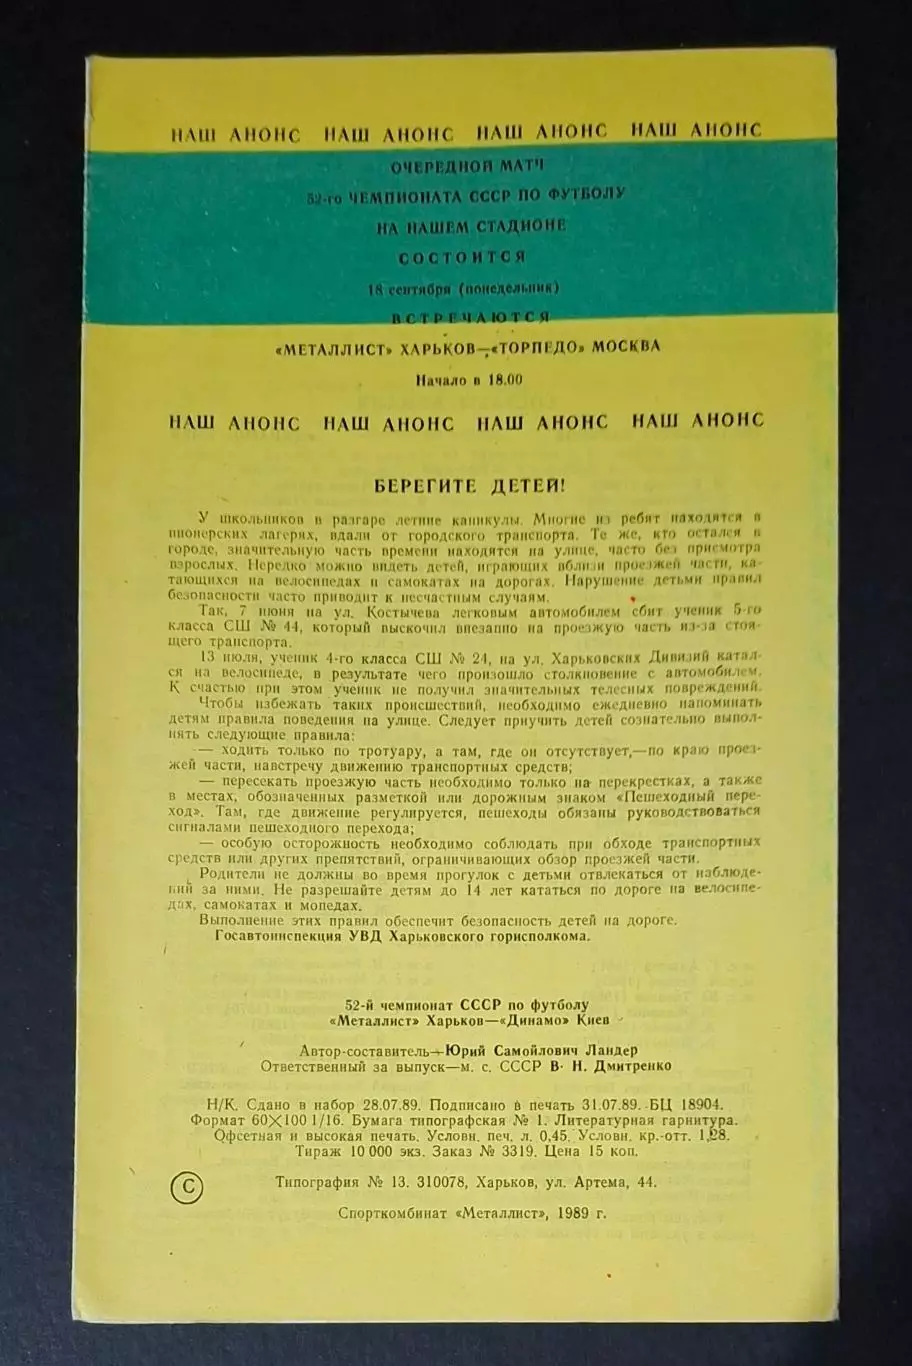 НАШ АНОНС НАШ АНОНС НАШ АНОНС НАШ АНОНС
ОЧЕРЕДНОЙ МАТЧ
52-го ЧЕМПИОНАТА СССР ПО ФУТБОЛУ
НА НАШЕМ СТАДИОНЕ
СОСТОИТСЯ
18 сентября (понедельник)
ВСТРЕЧАЮТСЯ
«МЕТАЛЛИСТ» ХАРЬКОВ—«ТОРПЕДО» МОСКВА
Начало в 18.00
НАШ АНОНС НАШ АНОНС НАШ АНОНС НАШ АНОНС
БЕРЕГИТЕ ДЕТЕЙ!
У школьников в разгаре летние каникулы. Многие из ребят находятся в
пионерских лагерях, вдали от городского транспорта. Те же, кто остался в
городе, значительную часть времени находятся на улице, часто без присмотра
взрослых. Нередко можно видеть детей, играющих вблизи проезжей части, ка-
тающихся на велосипедах и самокатах на дорогах. Нарушение детьми правил
безопасности часто приводит к несчастным случаям.
Так, 7 июня на ул. Костычева легковым автомобилем сбит ученик 5-го
класса СШ № 44, который выскочил внезапно на проезжую часть из-за стоя-
щего транспорта.
13 июля, ученик 4-го класса СШ № 24, на ул. Харьковских Дивизий катал-
ся на велосипеде, в результате чего произошло столкновение с автомобилем.
К счастью при этом ученик не получил значительных телесных повреждений.
Чтобы избежать таких происшествий, необходимо ежедневно напоминать
детям правила поведения на улице. Следует приучить детей сознательно выпол-
нять следующие правила:
— ходить только по тротуару, а там, где он отсутствует,—по краю проез-
жей части, навстречу движению транспортных средств;
— пересекать проезжую часть необходимо только на перекрестках, а также
в местах, обозначенных разметкой или дорожным знаком «Пешеходный пере-
ход». Там, где движение регулируется, пешеходы обязаны руководствоваться
сигналами пешеходного перехода;
— особую осторожность необходимо соблюдать при обходе транспортных
средств или других препятствий, ограничивающих обзор проезжей части.
Родители не должны во время прогулок с детьми отвлекаться от наблюде-
ний за ними. Не разрешайте детям до 14 лет кататься по дороге на велосипе-
дах, самокатах и мопедах.
Выполнение этих правил обеспечит безопасность детей на дороге.
Госавтоинспекция УВД Харьковского горисполкома.
52-й чемпионат СССР по футболу
«Металлист» Харьков—«Динамо» Киев
Автор-составитель—Юрий Самойлович Ландер
Ответственный за выпуск—м. с. СССР В. Н. Дмитренко
Н/К. Сдано в набор 28.07.89. Подписано в печать 31.07.89. БЦ 18904.
Формат 60×100 1/16. Бумага типографская № 1. Литературная гарнитура.
Офсетная и высокая печать. Условн. печ. л. 0,45. Условн. кр.-отт. 1,28.
Тираж 10 000 экз. Заказ № 3319. Цена 15 коп.
© Типография № 13. 310078, Харьков, ул. Артема, 44.
Спорткомбинат «Металлист», 1989 г.